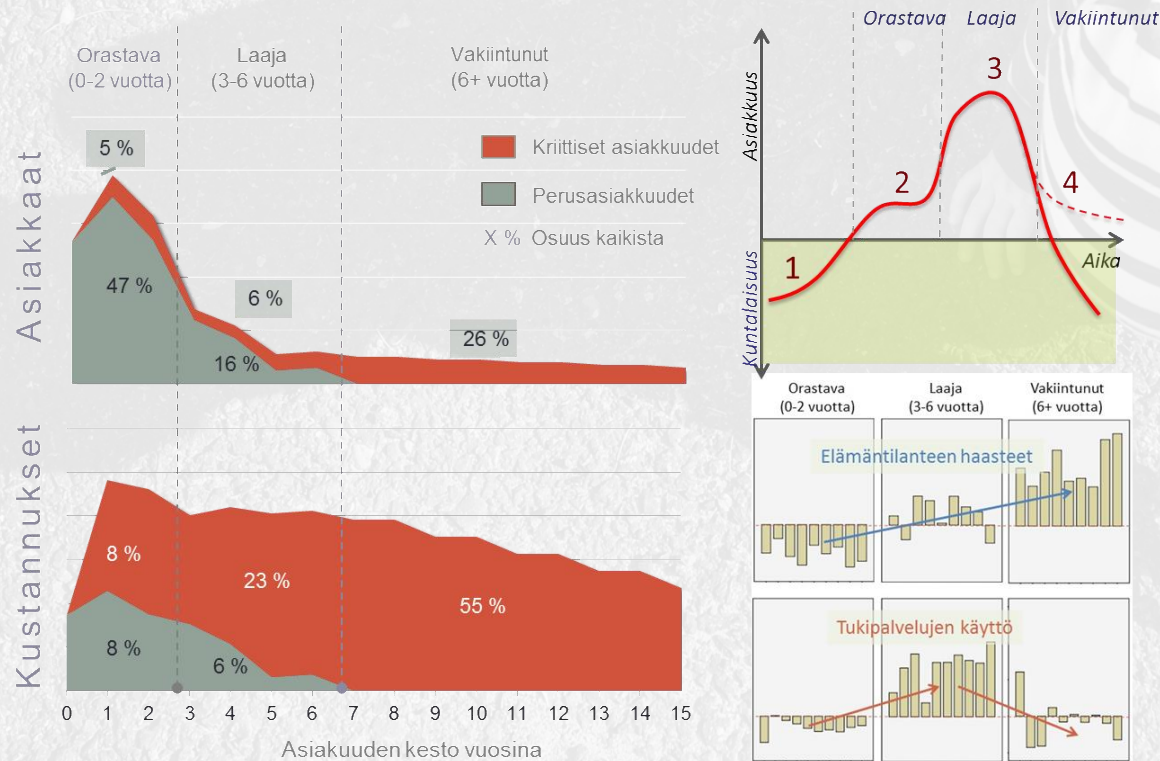 Orastava
(0-2 vuotta)
Laaja
(3-6 vuotta)
Vakiintunut
(6+ vuotta)
Asiakkaat
5 %
47 %
6 %
16 %
26 %
Kriittiset asiakkuudet
Perusasiakkuudet
X % Osuus kaikista
Kustannukset
8 %
8 %
23 %
6 %
55 %
0 1 2 3 4 5 6 7 8 9 10 11 12 13 14 15
Asiakuuden kesto vuosina
Orastava Laaja Vakiintunut
Asiakkuus
Kuntalaisuus
1
2
3
4
Aika
Orastava
(0-2 vuotta)
Laaja
(3-6 vuotta)
Vakiintunut
(6+ vuotta)
Elämäntilanteen haasteet
Tukipalvelujen käyttö